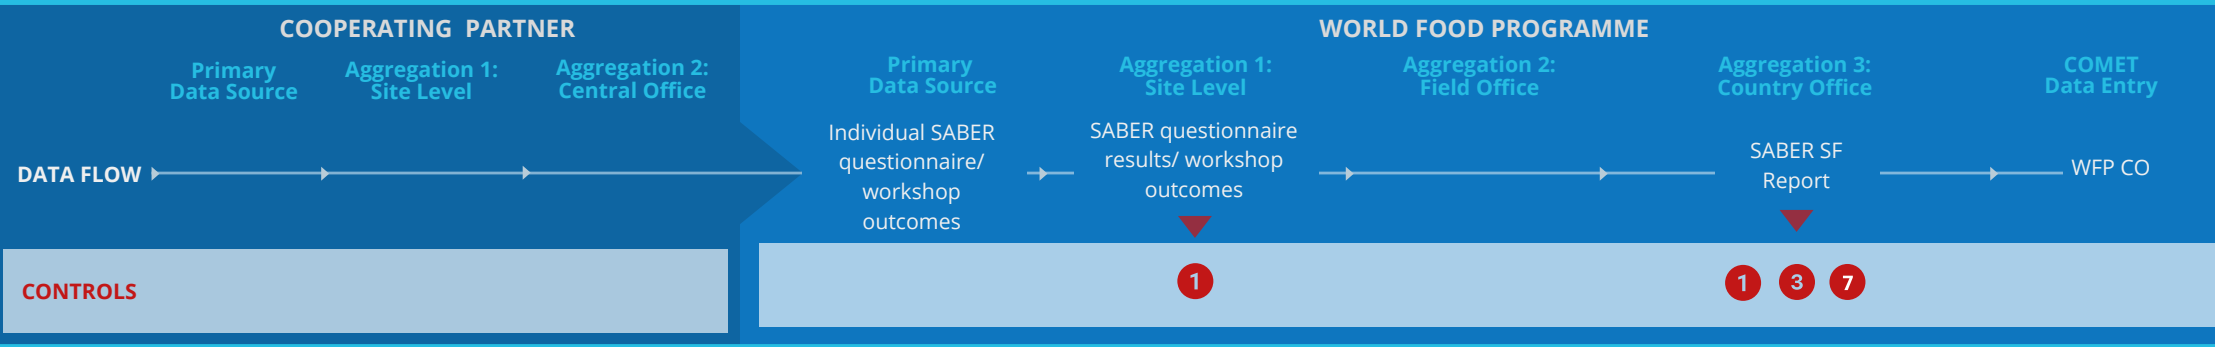 COOPERATING PARTNER
Primary
Data Source
Aggregation 1:
Site Level
Aggregation 2:
Central Office
WORLD FOOD PROGRAMME
Primary
Data Source
Aggregation 1:
Site Level
Aggregation 2:
Field Office
Aggregation 3:
Country Office
COMET
Data Entry
DATA FLOW
Individual SABER
questionnaire/
workshop
outcomes
SABER questionnaire
results/ workshop
outcomes
SABER SF
Report
WFP CO
CONTROLS
1
1 3 7